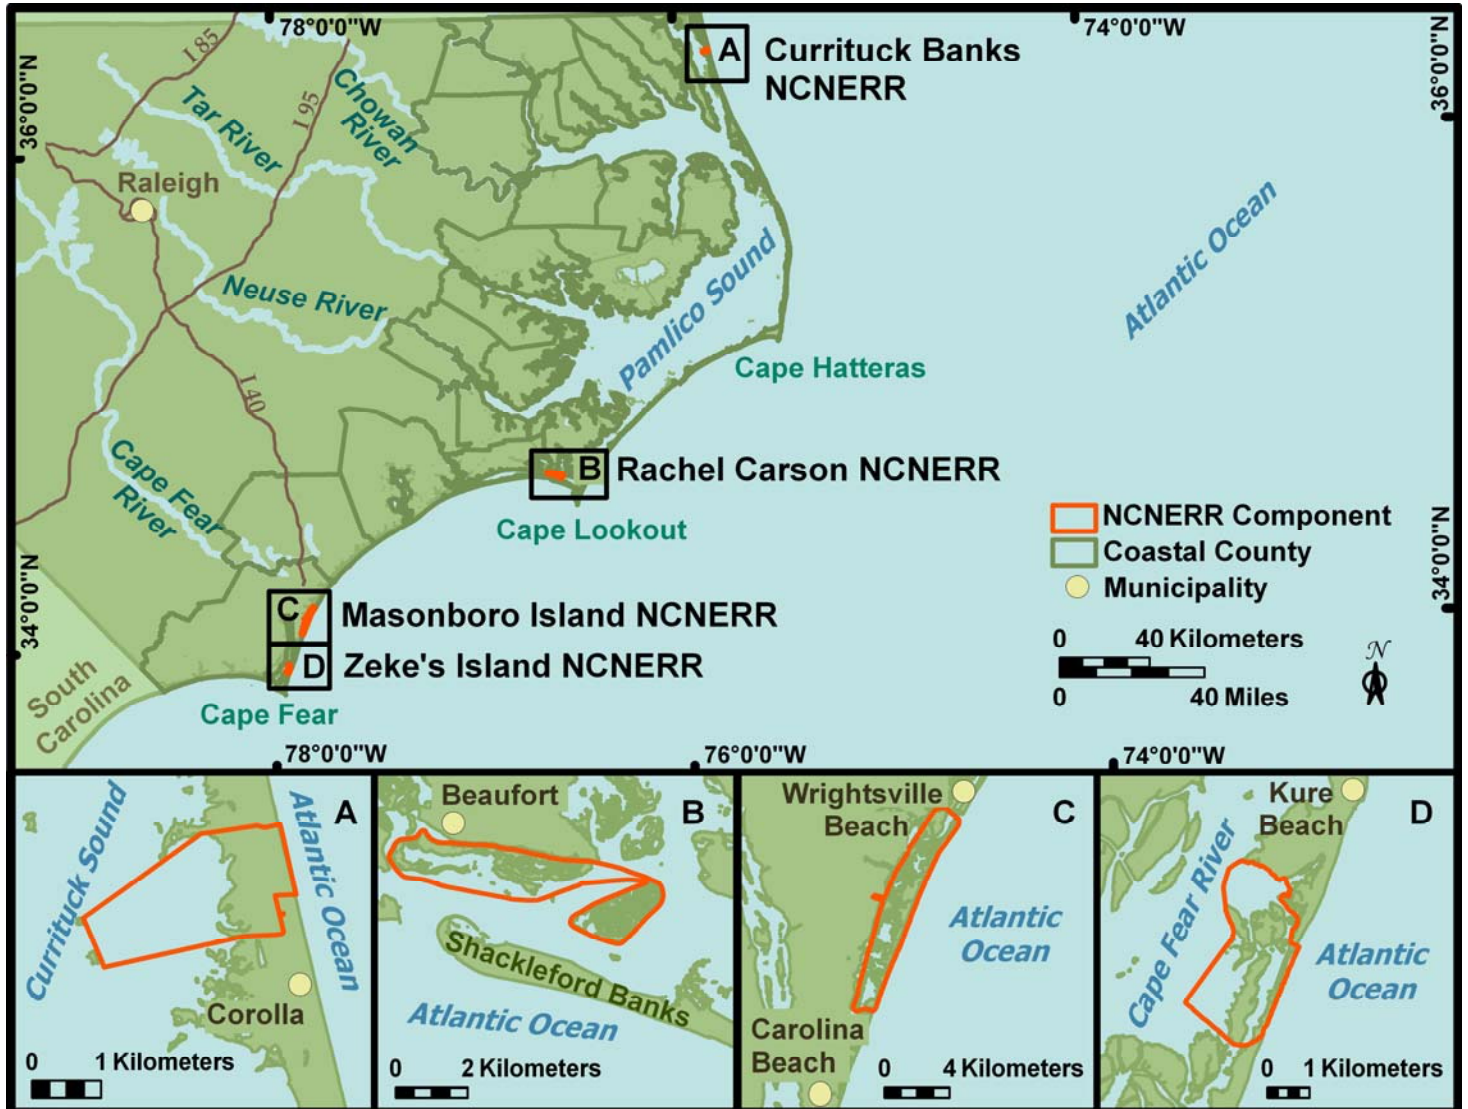 78°0'0"W
74°0'0"W
36°0'0"N
36°0'0"N
I 85
I 95
Chowan
River
Tar River
Raleigh
A
Currituck Banks
NCNERR
Atlantic Ocean
Neuse River
Pamlico Sound
Cape Hatteras
I 40
Cape Fear
River
B
Rachel Carson NCNERR
Cape Lookout
NCNERR Component
Coastal County
Municipality
34°0'0"N
34°0'0"N
C
Masonboro Island NCNERR
D
Zeke's Island NCNERR
0 40 Kilometers
0 40 Miles
N
South
Carolina
Cape Fear
78°0'0"W
76°0'0"W
74°0'0"W
A
Currituck Sound
Atlantic Ocean
Corolla
0 1 Kilometers
Beaufort
B
Shackleford Banks
Atlantic Ocean
0 2 Kilometers
Wrightsville
Beach
C
Atlantic
Ocean
Carolina
Beach
0 4 Kilometers
Kure
Beach
D
Cape Fear River
Atlantic
Ocean
0 1 Kilometers